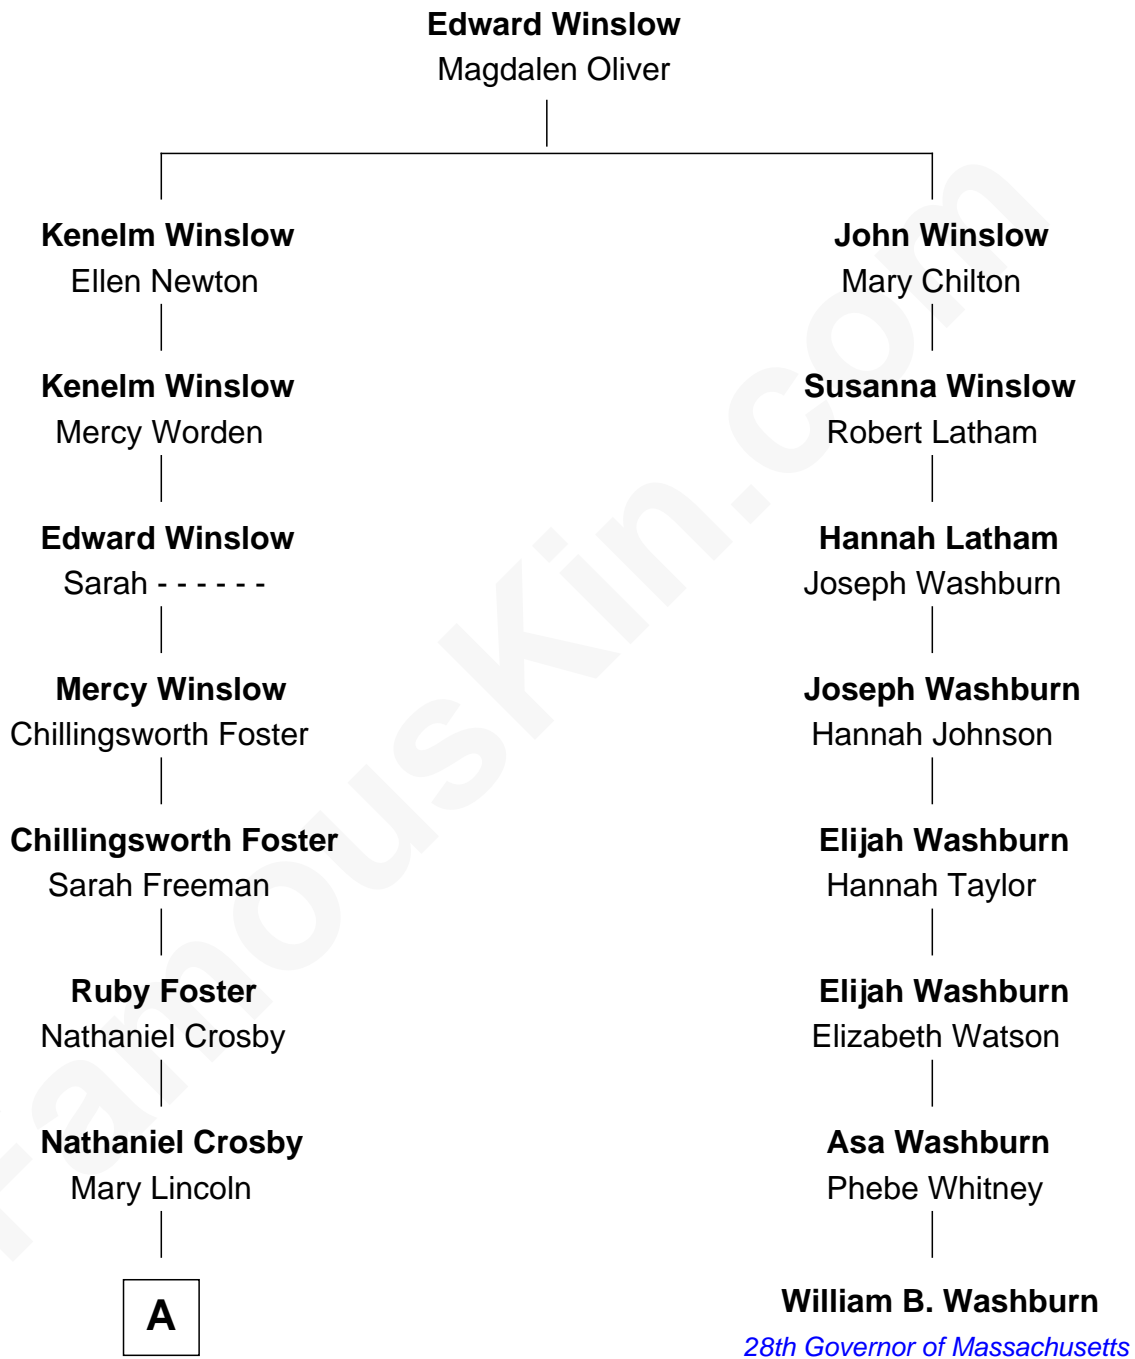 Edward Winslow
Magdalen Oliver
Kenelm Winslow
Ellen Newton
John Winslow
Mary Chilton
Kenelm Winslow
Mercy Worden
Susanna Winslow
Robert Latham
Edward Winslow
Sarah - - - - - -
Hannah Latham
Joseph Washburn
Mercy Winslow
Chillingsworth Foster
Joseph Washburn
Hannah Johnson
Chillingsworth Foster
Sarah Freeman
Elijah Washburn
Hannah Taylor
Ruby Foster
Nathaniel Crosby
Elijah Washburn
Elizabeth Watson
Nathaniel Crosby
Mary Lincoln
Asa Washburn
Phebe Whitney
A
William B. Washburn
28th Governor of Massachusetts
FamousKin.com